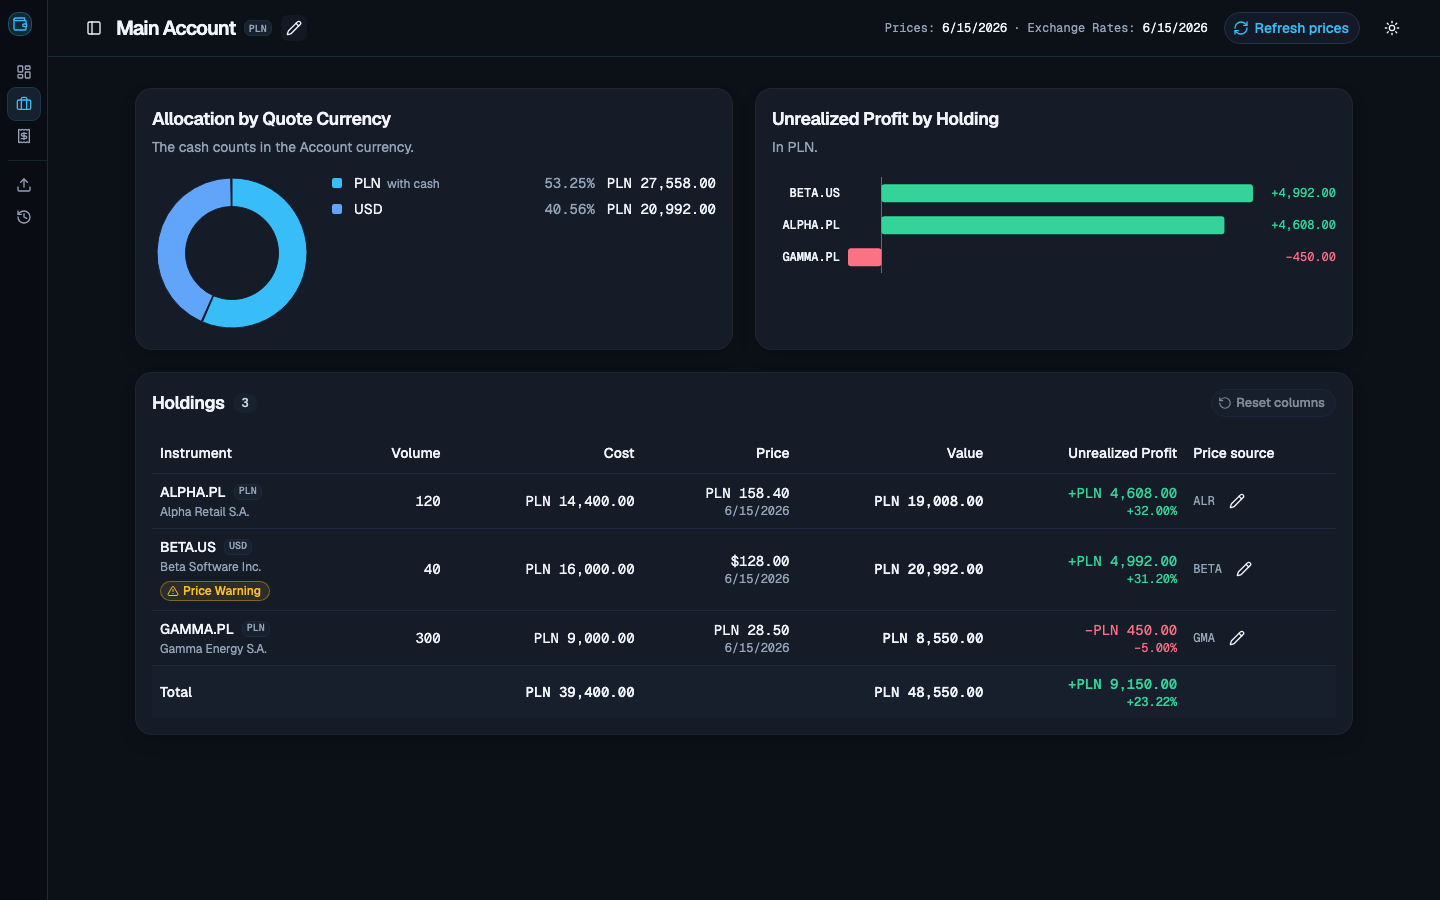 Main Account PLN
Prices: 6/15/2026 · Exchange Rates: 6/15/2026
Refresh prices
Allocation by Quote Currency
The cash counts in the Account currency.
PLN with cash 53.25% PLN 27,558.00
USD 40.56% PLN 20,992.00
Unrealized Profit by Holding
In PLN.
BETA.US +4,992.00
ALPHA.PL +4,608.00
GAMMA.PL −450.00
Holdings 3
Reset columns
Instrument Volume Cost Price Value Unrealized Profit Price source
ALPHA.PL PLN 120 PLN 14,400.00 PLN 158.40 PLN 19,008.00 +PLN 4,608.00 ALR
Alpha Retail S.A. 6/15/2026 +32.00%
BETA.US USD 40 PLN 16,000.00 $128.00 PLN 20,992.00 +PLN 4,992.00 BETA
Beta Software Inc. 6/15/2026 +31.20%
Price Warning
GAMMA.PL PLN 300 PLN 9,000.00 PLN 28.50 PLN 8,550.00 −PLN 450.00 GMA
Gamma Energy S.A. 6/15/2026 −5.00%
Total PLN 39,400.00 PLN 48,550.00 +PLN 9,150.00
+23.22%